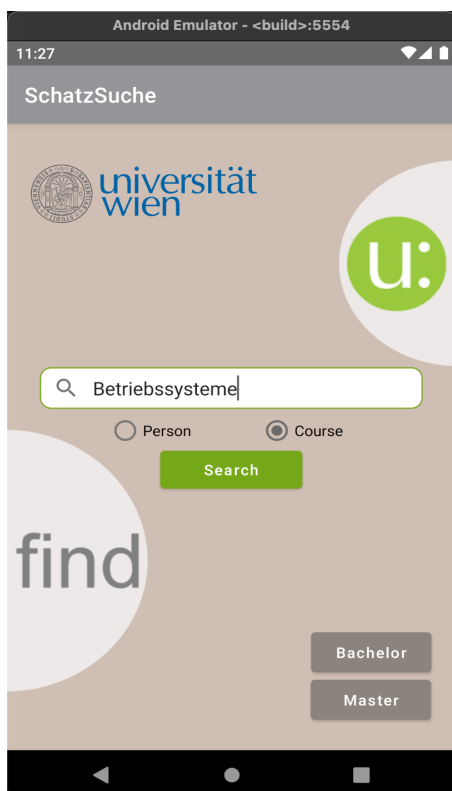 Android Emulator - <build>:5554
11:27
SchatzSuche
universität
wien
u:
Betriebssysteme
Person
Course
Search
find
Bachelor
Master